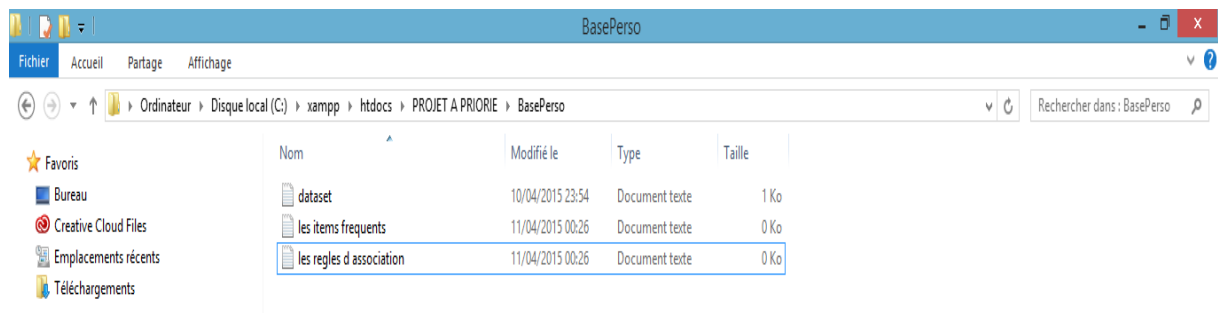 BasePerso
Fichier Accueil Partage Affichage
Ordinateur Disque local (C:) xampp htdocs PROJET A PRIORIE BasePerso
Rechercher dans : BasePerso
Favoris
Bureau
Creative Cloud Files
Emplacements récents
Téléchargements
Nom Modifié le Type Taille
dataset 10/04/2015 23:54 Document texte 1 Ko
les items frequents 11/04/2015 00:26 Document texte 0 Ko
les regles d association 11/04/2015 00:26 Document texte 0 Ko